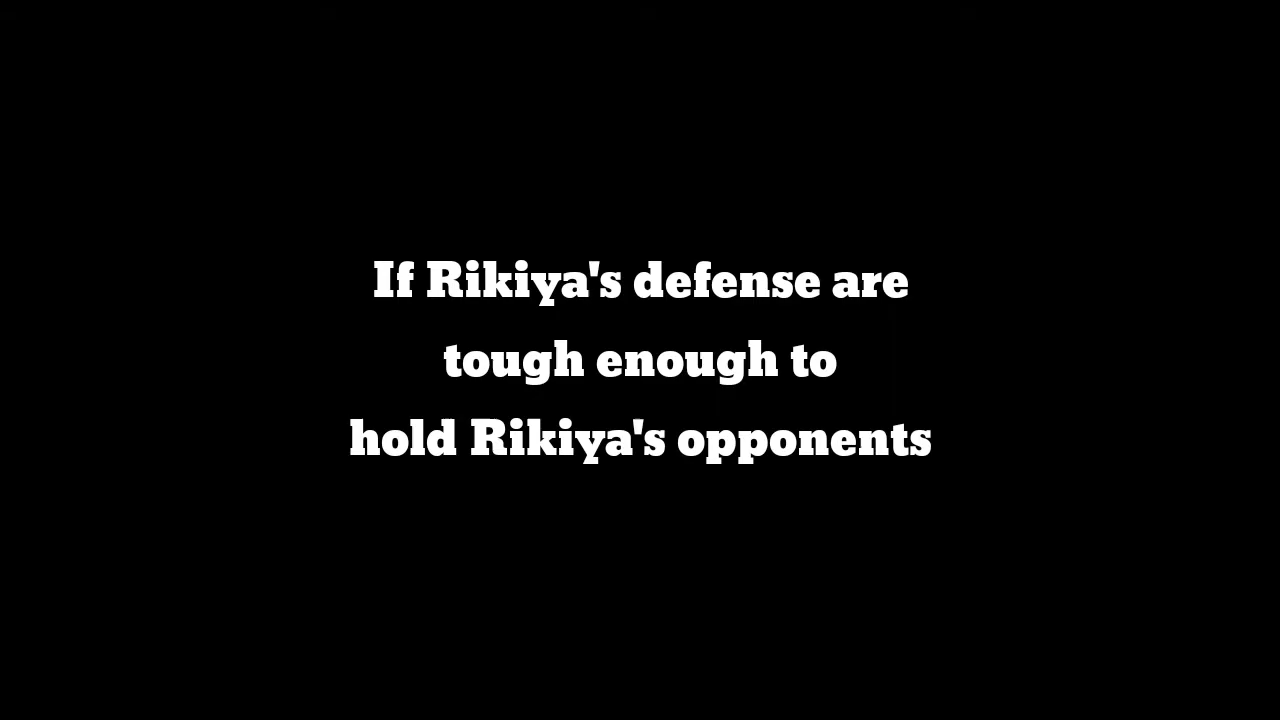 If Rikiya's defense are
tough enough to
hold Rikiya's opponents